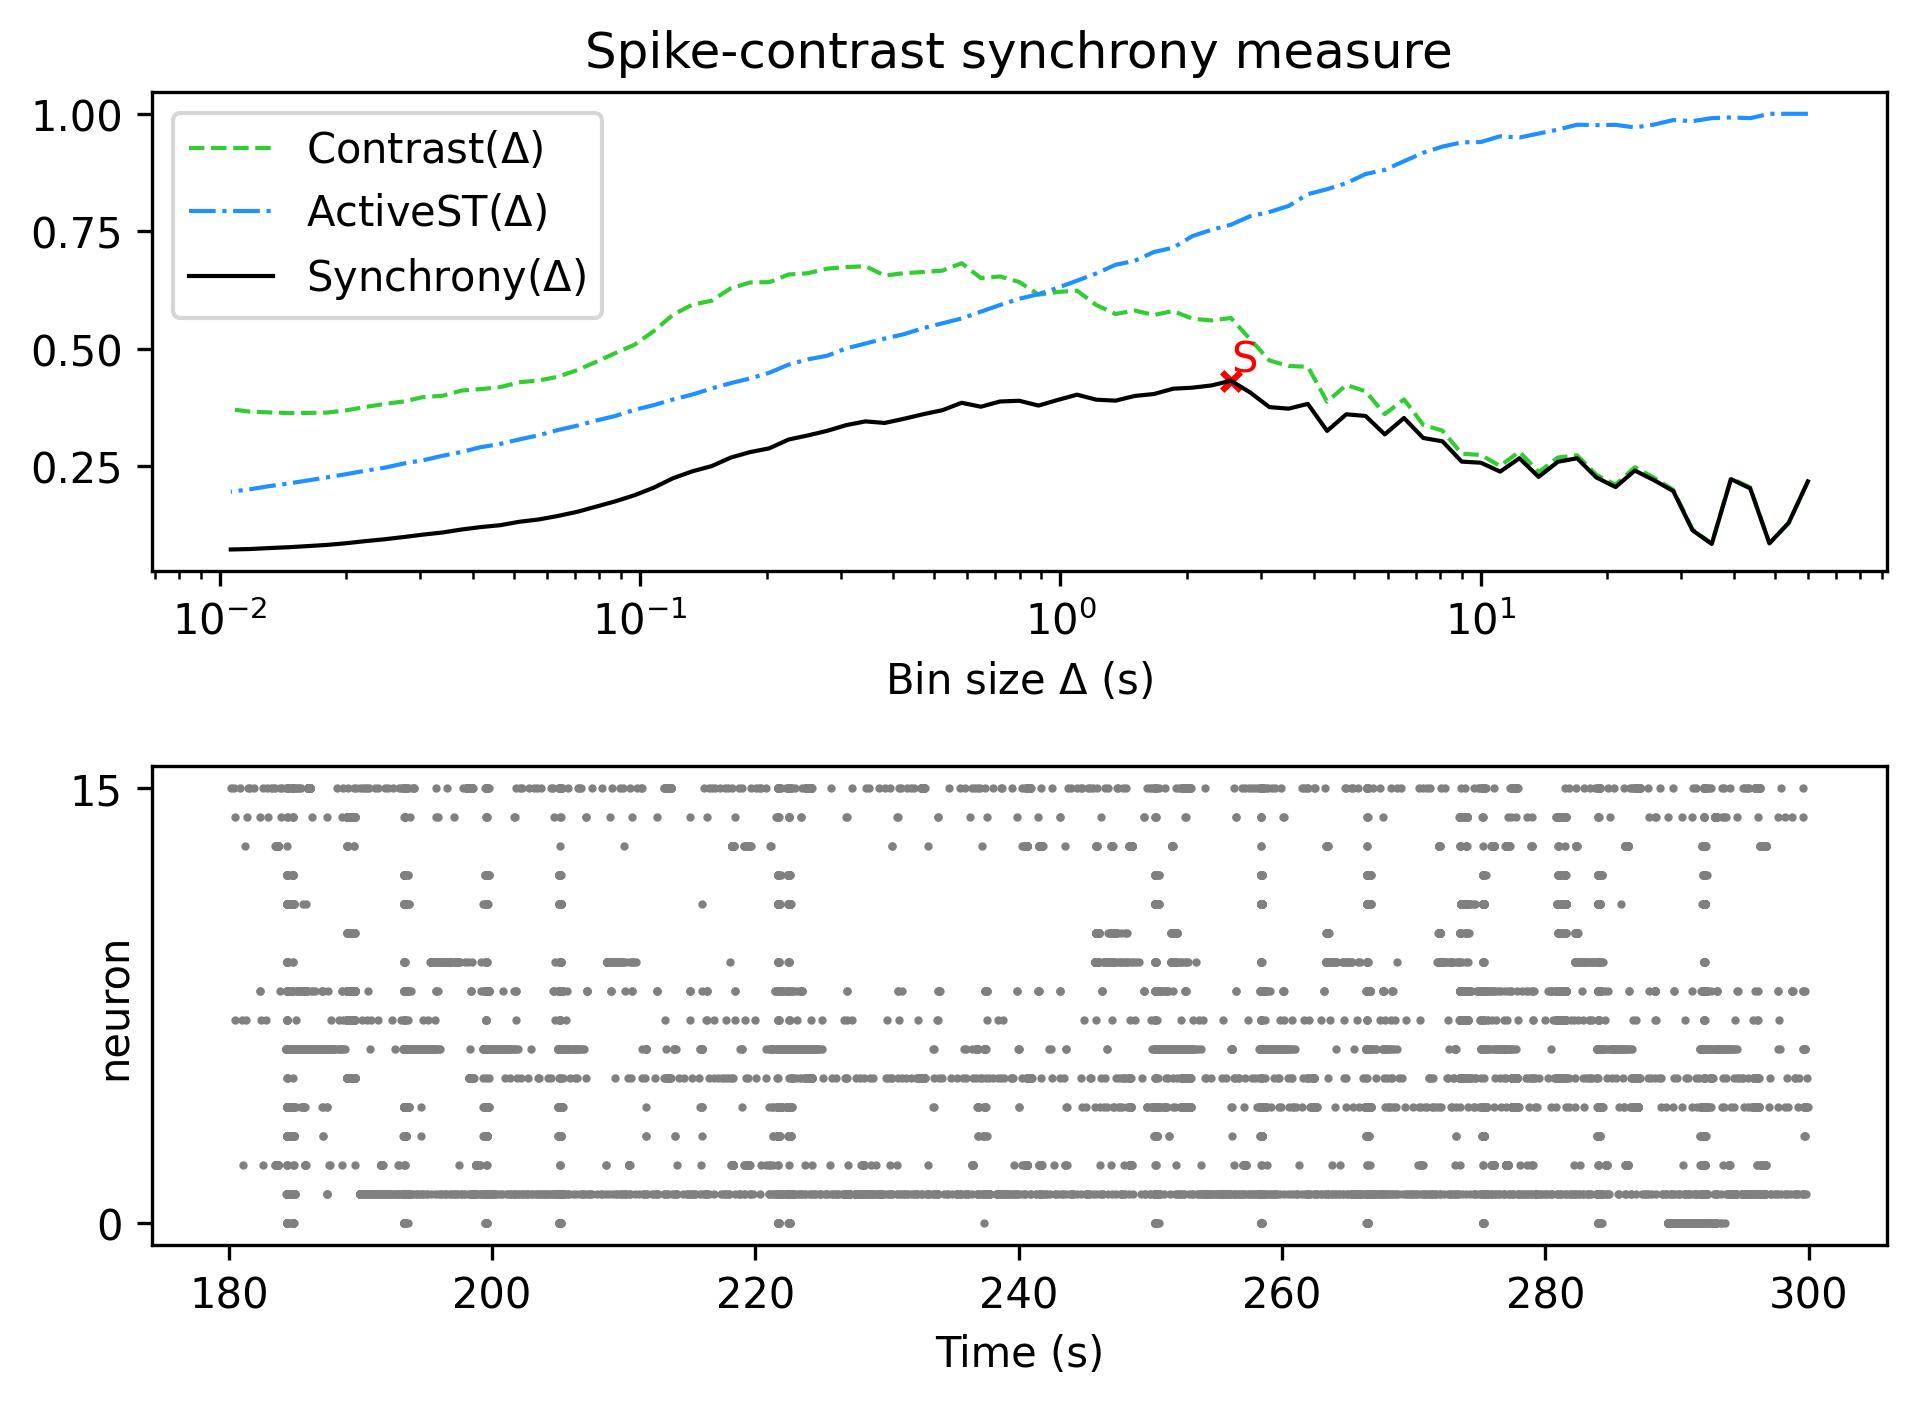 Spike-contrast synchrony measure
1.00
0.75
0.50
0.25
Contrast(Δ)
ActiveST(Δ)
Synchrony(Δ)
S
10⁻² 10⁻¹ 10⁰ 10¹
Bin size Δ (s)
15
0
neuron
180 200 220 240 260 280 300
Time (s)